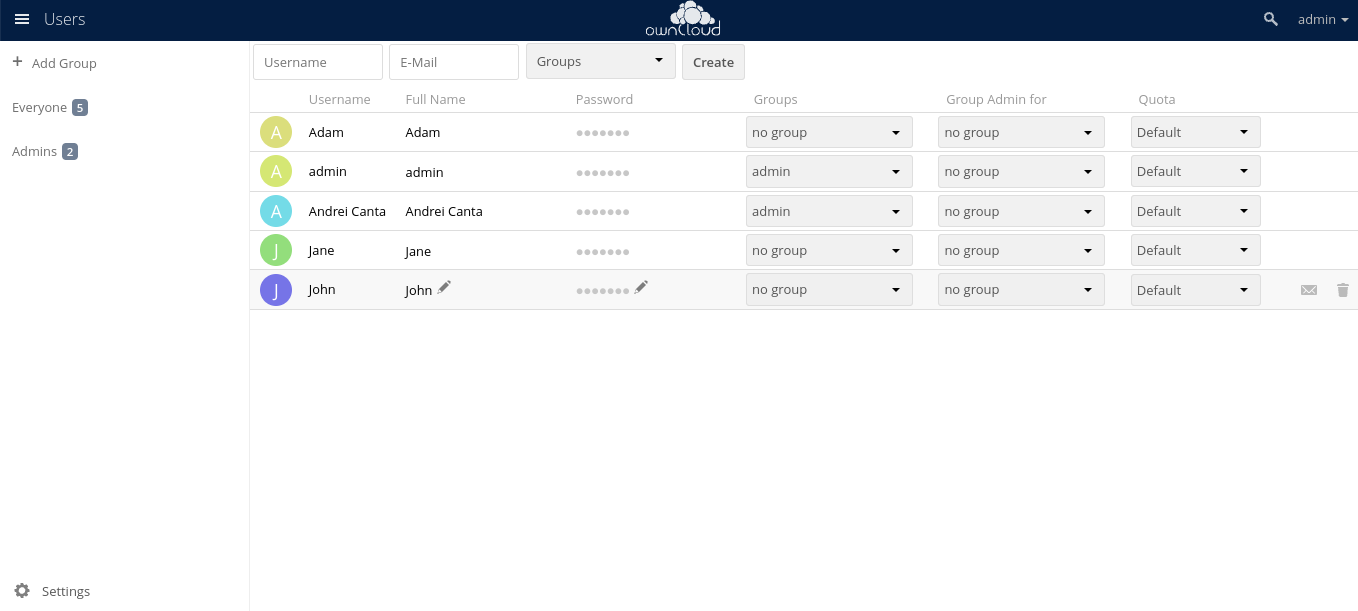 Users
ownCloud
admin
Add Group
Everyone 5
Admins 2
Settings
Username E-Mail Groups Create
Username Full Name Password Groups Group Admin for Quota
A Adam Adam ●●●●●●● no group no group Default
A admin admin ●●●●●●● admin no group Default
A Andrei Canta Andrei Canta ●●●●●●● admin no group Default
J Jane Jane ●●●●●●● no group no group Default
J John John ●●●●●●● no group no group Default